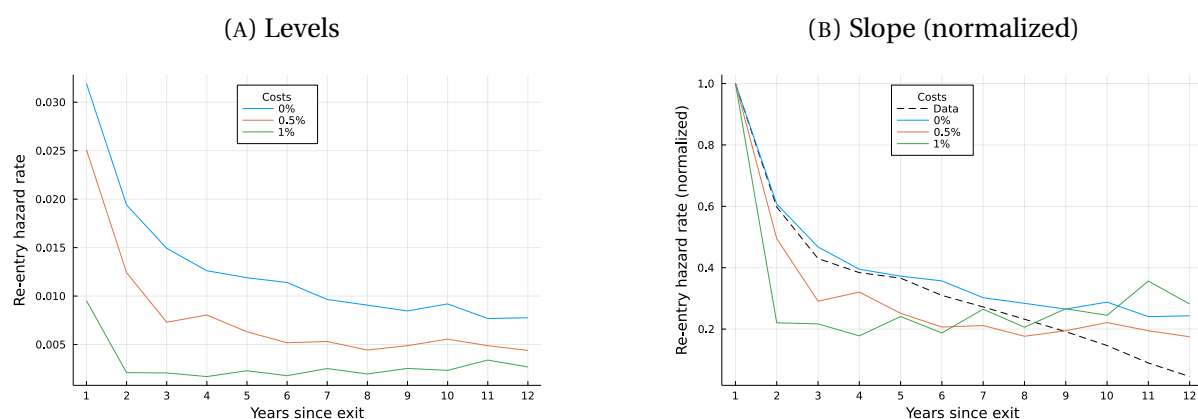 (A) Levels
Re-entry hazard rate
0.030
0.025
0.020
0.015
0.010
0.005
Costs
0%
0.5%
1%
1 2 3 4 5 6 7 8 9 10 11 12
Years since exit
(B) Slope (normalized)
Re-entry hazard rate (normalized)
1.0
0.8
0.6
0.4
0.2
Costs
Data
0%
0.5%
1%
1 2 3 4 5 6 7 8 9 10 11 12
Years since exit